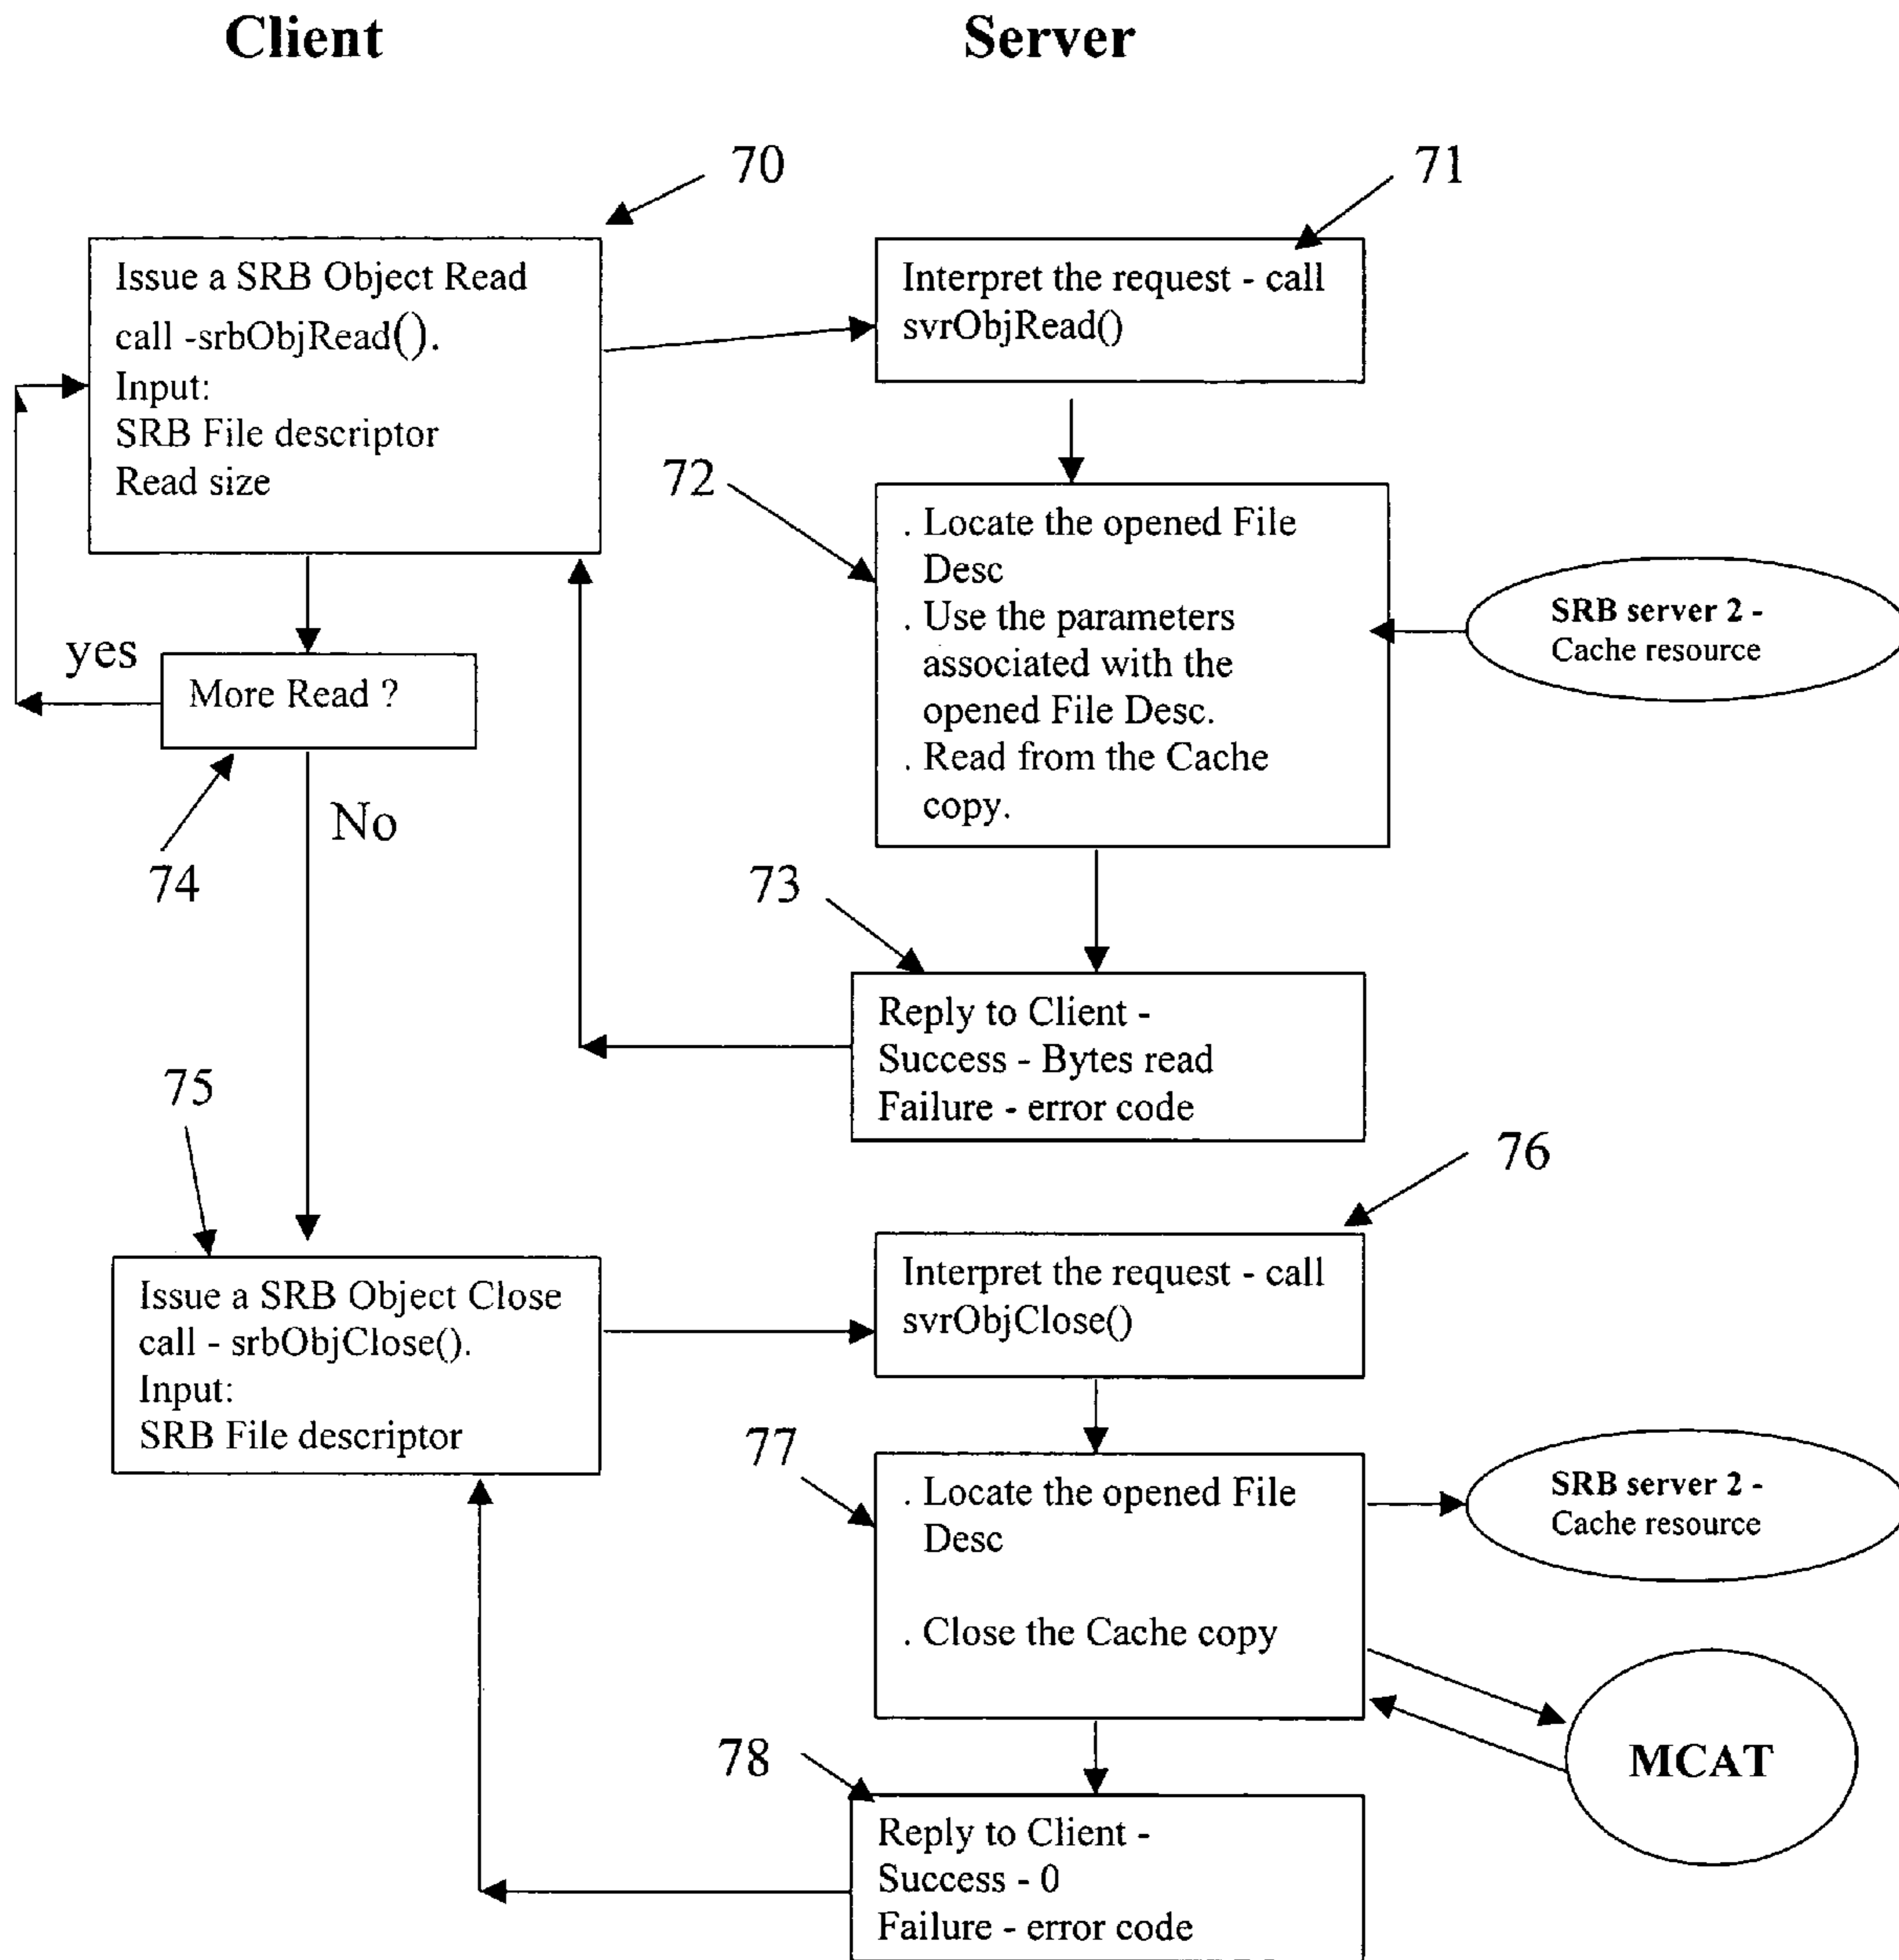 Client
Server
70
71
Issue a SRB Object Read
call -srbObjRead().
Input:
SRB File descriptor
Read size
Interpret the request - call
svrObjRead()
72
. Locate the opened File
Desc
. Use the parameters
associated with the
opened File Desc.
. Read from the Cache
copy.
SRB server 2 -
Cache resource
yes
More Read ?
No
74
73
Reply to Client -
Success - Bytes read
Failure - error code
75
76
Issue a SRB Object Close
call - srbObjClose().
Input:
SRB File descriptor
Interpret the request - call
svrObjClose()
77
. Locate the opened File
Desc
. Close the Cache copy
SRB server 2 -
Cache resource
MCAT
78
Reply to Client -
Success - 0
Failure - error code